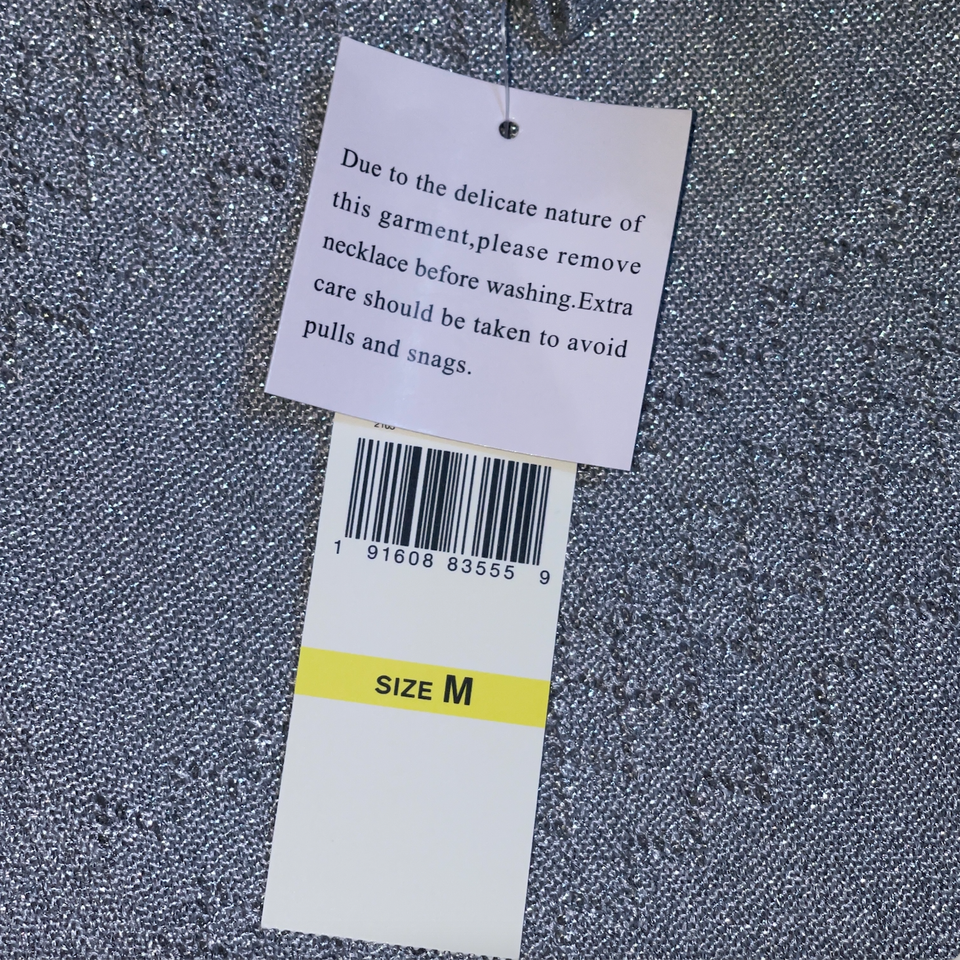 Due to the delicate nature of
this garment,please remove
necklace before washing.Extra
care should be taken to avoid
pulls and snags.
1 91608 83555 9
SIZE M